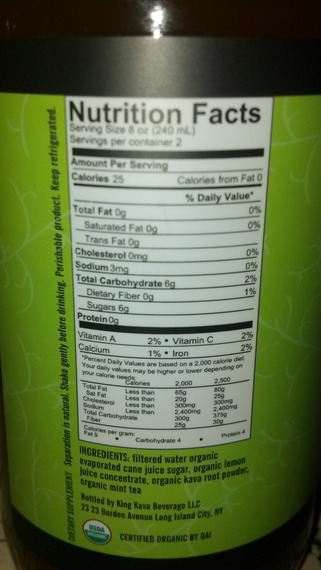 Nutrition Facts
Serving Size 8 oz (240 mL)
Servings per container 2
Amount Per Serving
Calories 25 Calories from Fat 0
% Daily Value*
Total Fat 0g 0%
Saturated Fat 0g 0%
Trans Fat 0g
Cholesterol 0mg 0%
Sodium 3mg 0%
Total Carbohydrate 6g 2%
Dietary Fiber 0g 1%
Sugars 6g
Protein 0g
Vitamin A 2% • Vitamin C 2%
Calcium 1% • Iron 2%
*Percent Daily Values are based on a 2,000 calorie diet.
Your daily values may be higher or lower depending on
your calorie needs:
Calories 2,000 2,500
Total Fat Less than 65g 80g
Sat Fat Less than 20g 25g
Cholesterol Less than 300mg 300mg
Sodium Less than 2,400mg 2,400mg
Total Carbohydrate 300g 375g
Fiber 25g 30g
Calories per gram:
Fat 9 • Carbohydrate 4 • Protein 4
INGREDIENTS: filtered water organic
evaporated cane juice sugar, organic lemon
juice concentrate, organic kava root powder,
organic mint tea
Bottled by King Kava Beverage LLC
23 23 Borden Avenue Long Island City, NY
USDA
ORGANIC
CERTIFIED ORGANIC BY QAI
DIETARY SUPPLEMENT Separation is natural. Shake gently before drinking. Perishable product. Keep refrigerated.